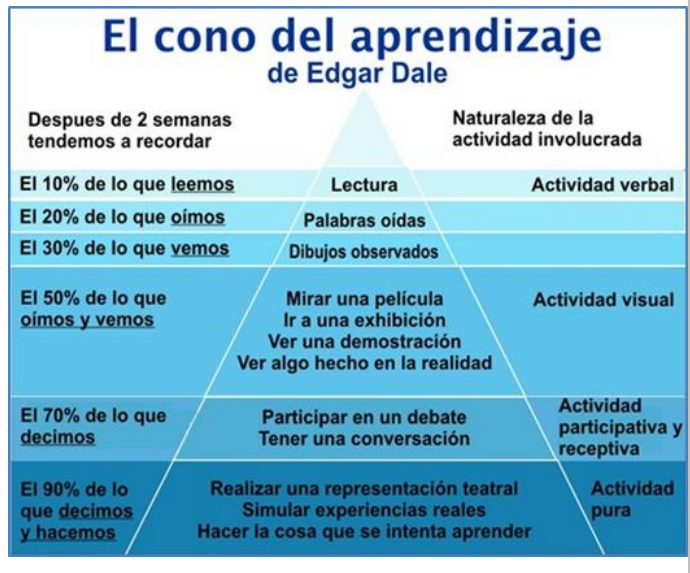 El cono del aprendizaje
de Edgar Dale
Despues de 2 semanas
tendemos a recordar
Naturaleza de la
actividad involucrada
El 10% de lo que leemos
Lectura
Actividad verbal
El 20% de lo que oímos
Palabras oídas
El 30% de lo que vemos
Dibujos observados
El 50% de lo que
oímos y vemos
Mirar una película
Ir a una exhibición
Ver una demostración
Ver algo hecho en la realidad
Actividad visual
El 70% de lo que
decimos
Participar en un debate
Tener una conversación
Actividad
participativa y
receptiva
El 90% de lo
que decimos
y hacemos
Realizar una representación teatral
Simular experiencias reales
Hacer la cosa que se intenta aprender
Actividad
pura